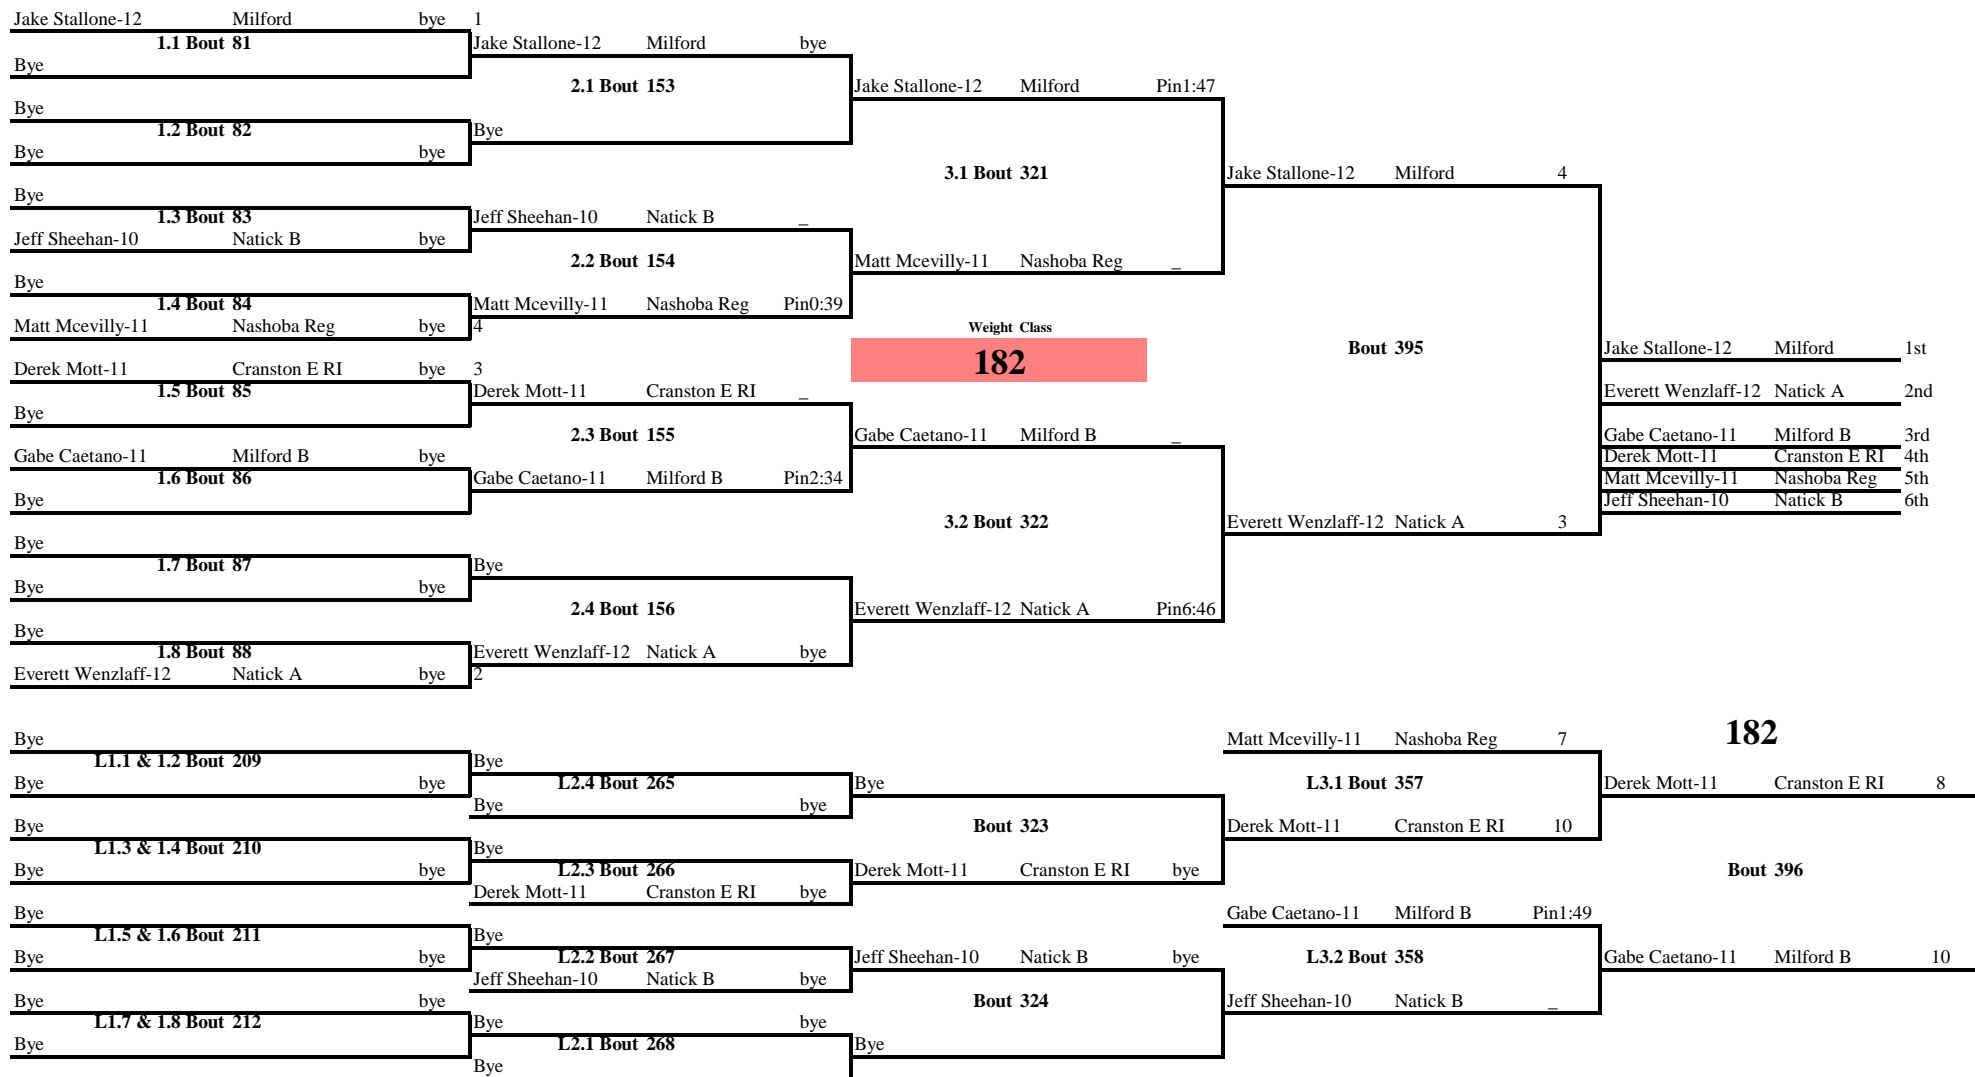 Jake Stallone-12 Milford bye 1
1.1 Bout 81 Jake Stallone-12 Milford bye
Bye
2.1 Bout 153 Jake Stallone-12 Milford Pin1:47
Bye
1.2 Bout 82 Bye
Bye bye
3.1 Bout 321 Jake Stallone-12 Milford 4
Bye
1.3 Bout 83 Jeff Sheehan-10 Natick B _
Jeff Sheehan-10 Natick B bye
2.2 Bout 154 Matt Mcevilly-11 Nashoba Reg _
Bye
1.4 Bout 84 Matt Mcevilly-11 Nashoba Reg Pin0:39
Matt Mcevilly-11 Nashoba Reg bye 4 Weight Class
Bout 395 Jake Stallone-12 Milford 1st
182
Derek Mott-11 Cranston E RI bye 3
1.5 Bout 85 Derek Mott-11 Cranston E RI _ Everett Wenzlaff-12 Natick A 2nd
Bye
2.3 Bout 155 Gabe Caetano-11 Milford B _ Gabe Caetano-11 Milford B 3rd
Gabe Caetano-11 Milford B bye Derek Mott-11 Cranston E RI 4th
1.6 Bout 86 Gabe Caetano-11 Milford B Pin2:34 Matt Mcevilly-11 Nashoba Reg 5th
Bye Jeff Sheehan-10 Natick B 6th
3.2 Bout 322 Everett Wenzlaff-12 Natick A 3
Bye
1.7 Bout 87 Bye
Bye bye
2.4 Bout 156 Everett Wenzlaff-12 Natick A Pin6:46
Bye
1.8 Bout 88 Everett Wenzlaff-12 Natick A bye
Everett Wenzlaff-12 Natick A bye 2
Bye Matt Mcevilly-11 Nashoba Reg 7 182
L1.1 & 1.2 Bout 209 Bye
Bye bye L2.4 Bout 265 Bye L3.1 Bout 357 Derek Mott-11 Cranston E RI 8
Bye bye
Bye Bout 323 Derek Mott-11 Cranston E RI 10
L1.3 & 1.4 Bout 210 Bye
Bye bye L2.3 Bout 266 Derek Mott-11 Cranston E RI bye Bout 396
Derek Mott-11 Cranston E RI bye
Bye Gabe Caetano-11 Milford B Pin1:49
L1.5 & 1.6 Bout 211 Bye
Bye bye L2.2 Bout 267 Jeff Sheehan-10 Natick B bye L3.2 Bout 358 Gabe Caetano-11 Milford B 10
Jeff Sheehan-10 Natick B bye
Bye bye Bout 324 Jeff Sheehan-10 Natick B _
L1.7 & 1.8 Bout 212 Bye bye
Bye L2.1 Bout 268 Bye
Bye